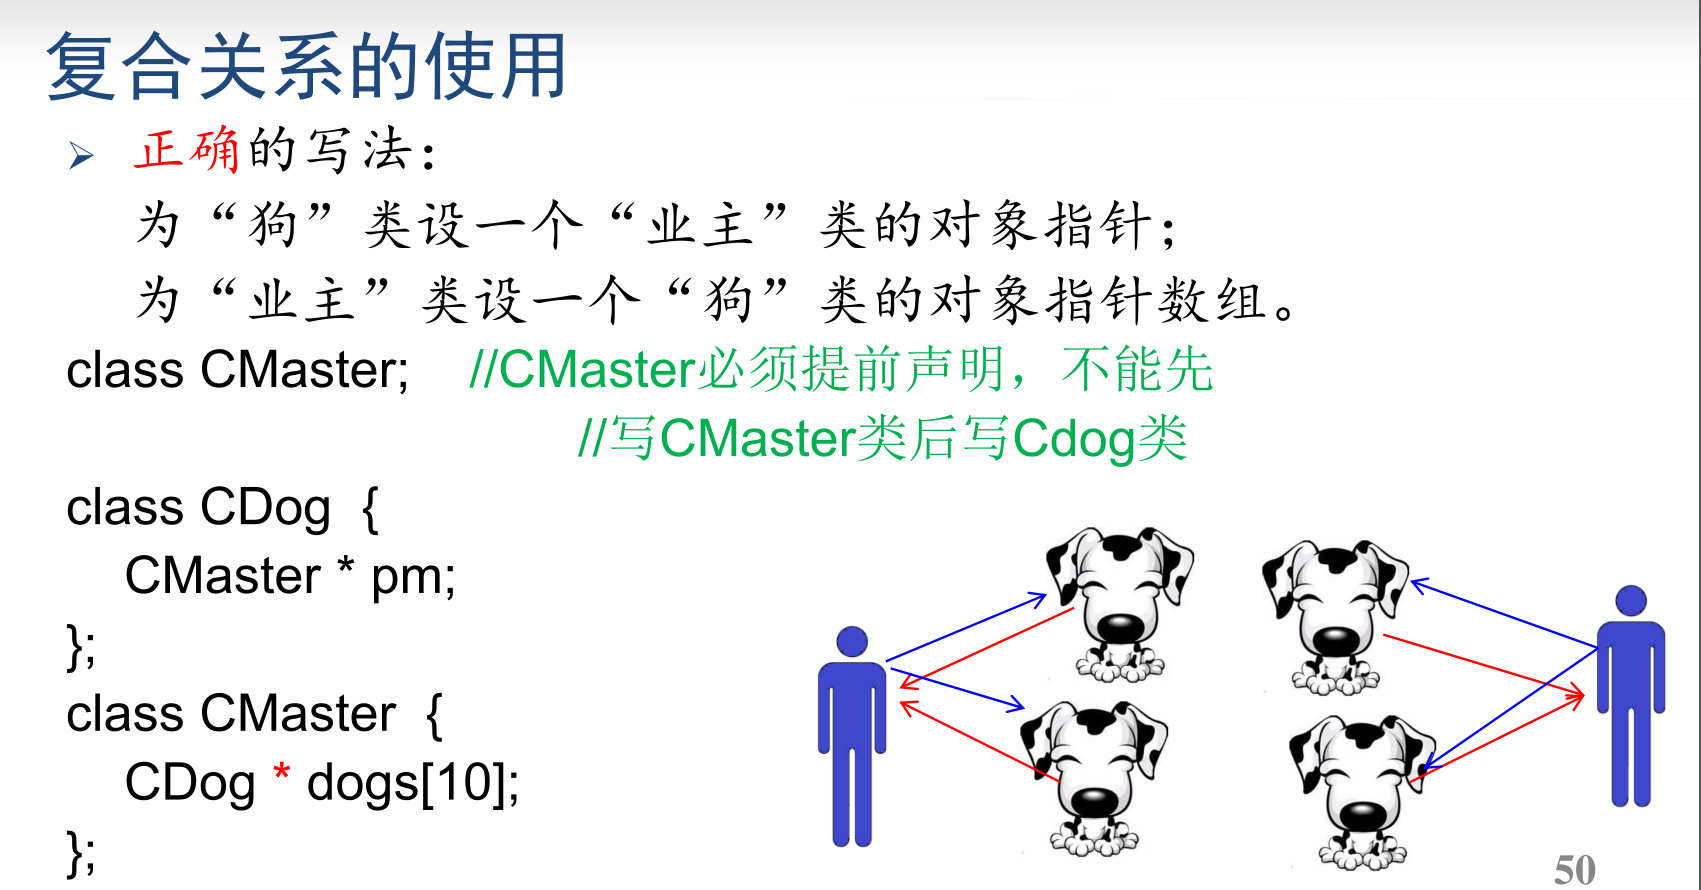 复合关系的使用
➢ 正确的写法：
为“狗”类设一个“业主”类的对象指针；
为“业主”类设一个“狗”类的对象指针数组。
class CMaster; //CMaster必须提前声明，不能先
//写CMaster类后写Cdog类
class CDog {
CMaster * pm;
};
class CMaster {
CDog * dogs[10];
};
50